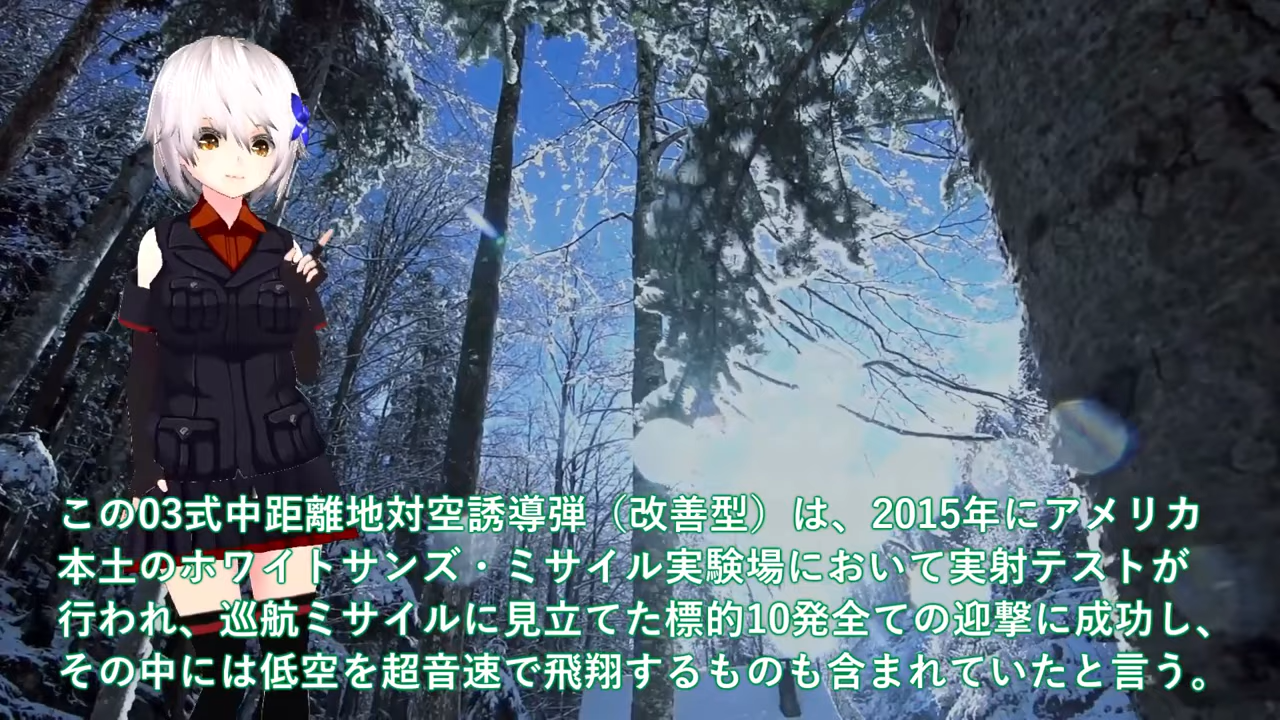 この03式中距離地対空誘導弾（改善型）は、2015年にアメリカ
本土のホワイトサンズ・ミサイル実験場において実射テストが
行われ、巡航ミサイルに見立てた標的10発全ての迎撃に成功し、
その中には低空を超音速で飛翔するものも含まれていたと言う。